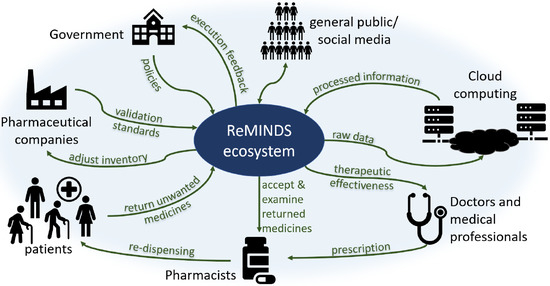 Government
general public/
social media
execution feedback
policies
processed information
Cloud
computing
Pharmaceutical
companies
validation
standards
ReMINDS
ecosystem
raw data
adjust inventory
therapeutic
effectiveness
return unwanted
medicines
accept &
examine
returned
medicines
Doctors and
medical
professionals
patients
re-dispensing
prescription
Pharmacists